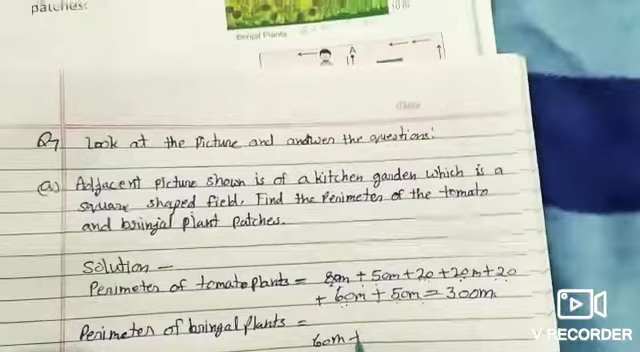 patches:
10m
Brinjal Plants
A
Date
Q7 Look at the Picture and answer the questions:
(a) Adjacent picture shown is of a kitchen garden which is a
square shaped field. Find the Perimeter of the tomato
and brinjal plant patches.
Solution —
Perimeter of tomato plants = 80m + 50m + 20 + 20m + 20
+ 60m + 50m = 300m.
Perimeter of bringal plants =
60m +
V RECORDER